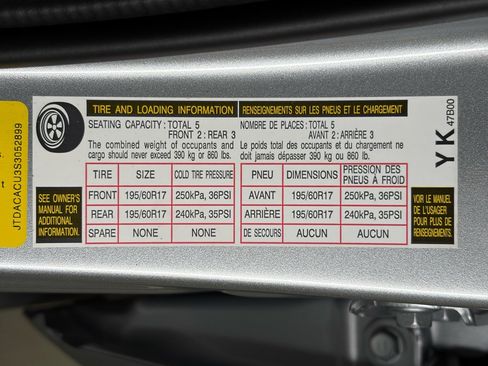 TIRE AND LOADING INFORMATION
SEATING CAPACITY : TOTAL 5
FRONT 2 : REAR 3
The combined weight of occupants and
cargo should never exceed 390 kg or 860 lbs.
RENSEIGNEMENTS SUR LES PNEUS ET LE CHARGEMENT
NOMBRE DE PLACES : TOTAL 5
AVANT 2 : ARRIÈRE 3
Le poids total des occupants et du chargement ne
doit jamais dépasser 390 kg ou 860 lbs.
TIRE SIZE COLD TIRE PRESSURE
FRONT 195/60R17 250kPa, 36PSI
REAR 195/60R17 240kPa, 35PSI
SPARE NONE NONE
PNEU DIMENSIONS PRESSION DES
PNEUS À FROID
AVANT 195/60R17 250kPa, 36PSI
ARRIÈRE 195/60R17 240kPa, 35PSI
DE SECOURS AUCUN AUCUN
SEE OWNER'S
MANUAL FOR
ADDITIONAL
INFORMATION.
VOIR LE MANUEL
DE L'USAGER
POUR PLUS DE
RENSEIGNEMENTS.
YK 47B00
JTDACACU3S3052899